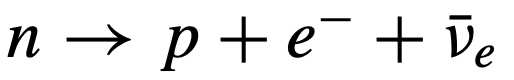 n → p + e⁻ + ν̄ₑ